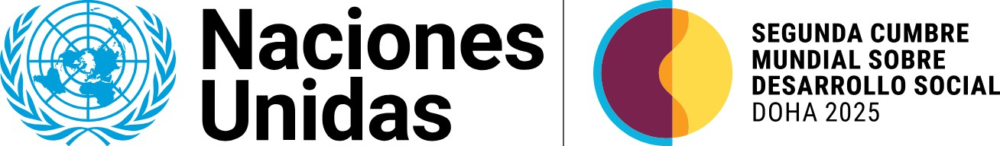 Naciones
Unidas
SEGUNDA CUMBRE
MUNDIAL SOBRE
DESARROLLO SOCIAL
DOHA 2025